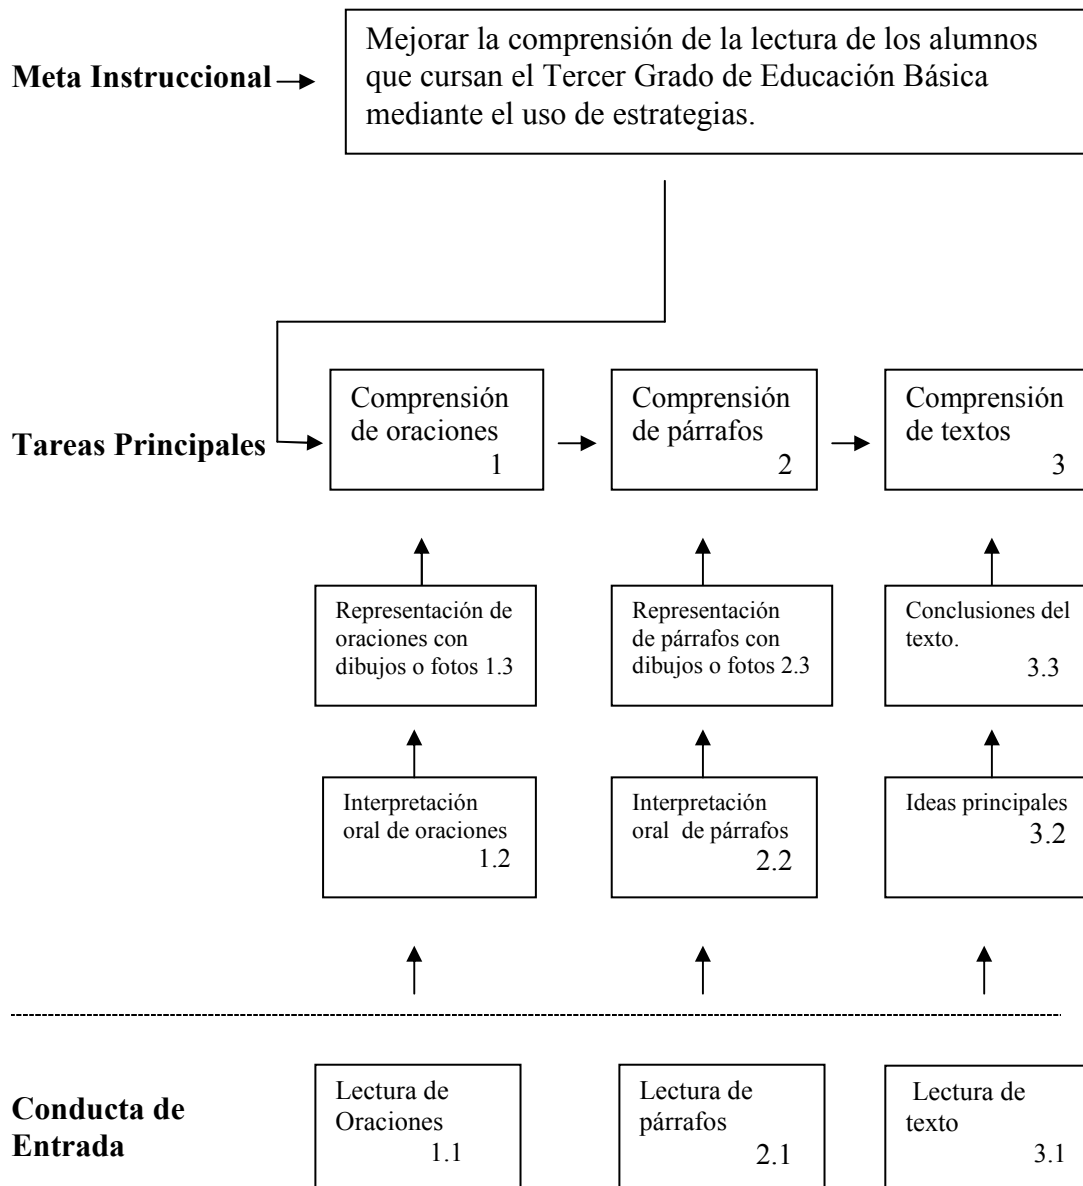 Meta Instruccional
Mejorar la comprensión de la lectura de los alumnos
que cursan el Tercer Grado de Educación Básica
mediante el uso de estrategias.
Tareas Principales
Comprensión
de oraciones
1
Comprensión
de párrafos
2
Comprensión
de textos
3
Representación de
oraciones con
dibujos o fotos 1.3
Representación
de párrafos con
dibujos o fotos 2.3
Conclusiones del
texto.
3.3
Interpretación
oral de oraciones
1.2
Interpretación
oral de párrafos
2.2
Ideas principales
3.2
Conducta de
Entrada
Lectura de
Oraciones
1.1
Lectura de
párrafos
2.1
Lectura de
texto
3.1